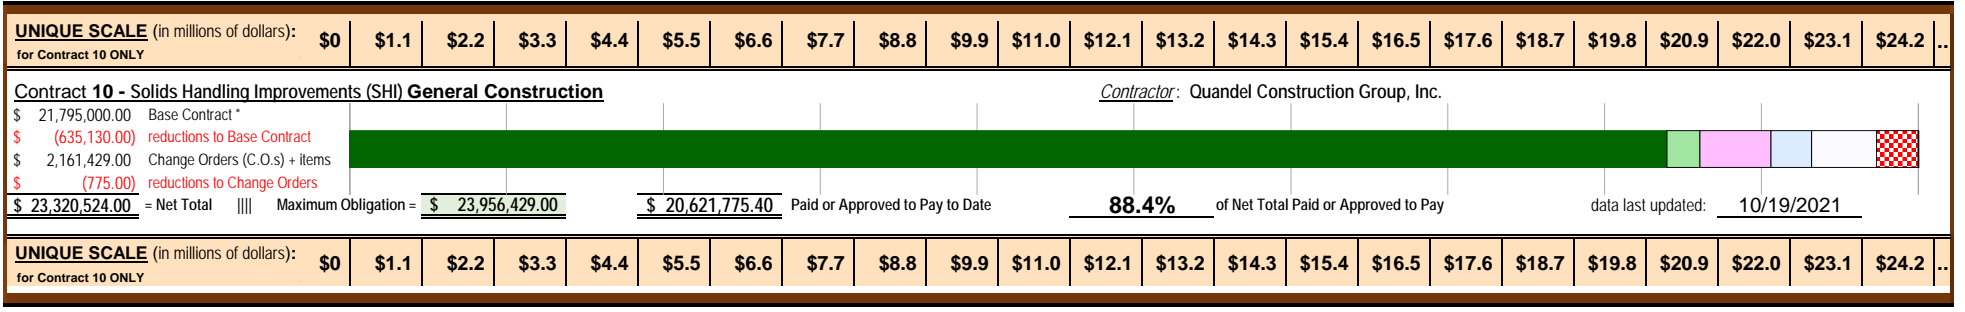 UNIQUE SCALE (in millions of dollars): $0 $1.1 $2.2 $3.3 $4.4 $5.5 $6.6 $7.7 $8.8 $9.9 $11.0 $12.1 $13.2 $14.3 $15.4 $16.5 $17.6 $18.7 $19.8 $20.9 $22.0 $23.1 $24.2 ..
for Contract 10 ONLY
Contract 10 - Solids Handling Improvements (SHI) General Construction Contractor: Quandel Construction Group, Inc.
$ 21,795,000.00 Base Contract *
$ (635,130.00) reductions to Base Contract
$ 2,161,429.00 Change Orders (C.O.s) + items
$ (775.00) reductions to Change Orders
$ 23,320,524.00 = Net Total |||| Maximum Obligation = $ 23,956,429.00 $ 20,621,775.40 Paid or Approved to Pay to Date 88.4% of Net Total Paid or Approved to Pay data last updated: 10/19/2021
UNIQUE SCALE (in millions of dollars): $0 $1.1 $2.2 $3.3 $4.4 $5.5 $6.6 $7.7 $8.8 $9.9 $11.0 $12.1 $13.2 $14.3 $15.4 $16.5 $17.6 $18.7 $19.8 $20.9 $22.0 $23.1 $24.2 ..
for Contract 10 ONLY